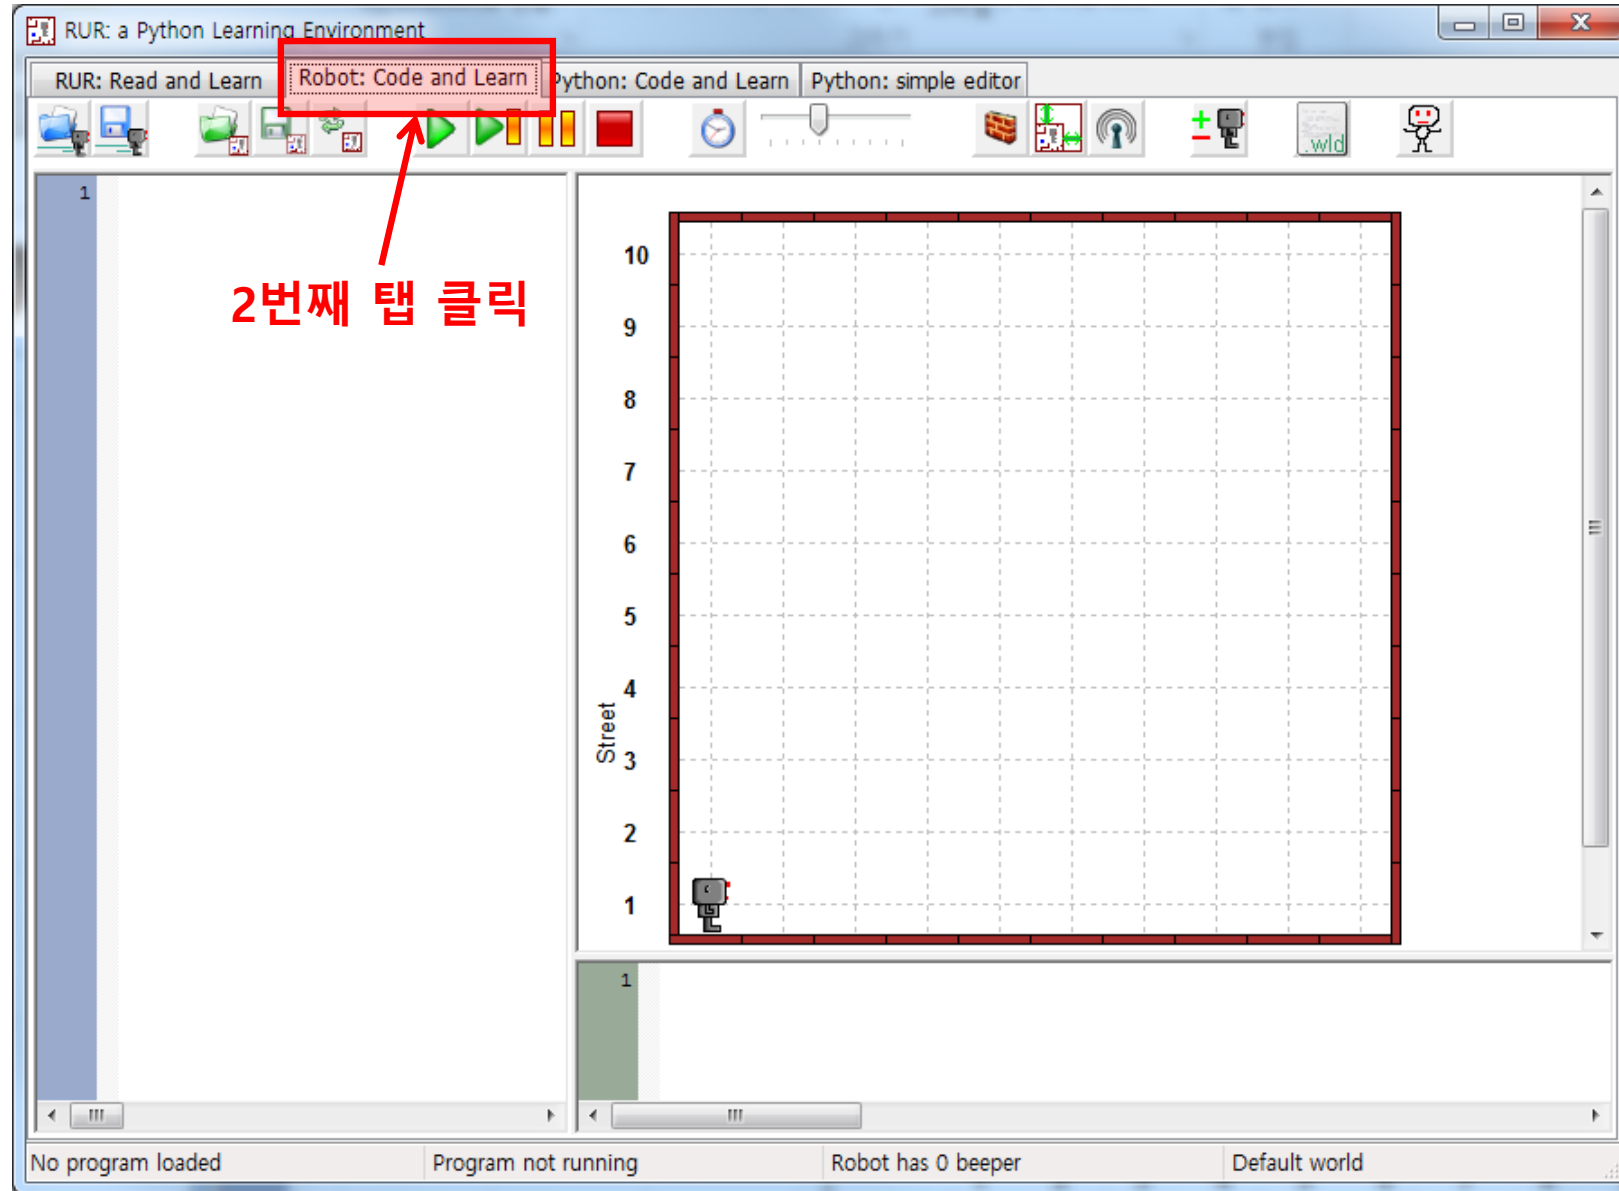 RUR: a Python Learning Environment
RUR: Read and Learn
Robot: Code and Learn
Python: Code and Learn
Python: simple editor
.wld
1
2번째 탭 클릭
10
9
8
7
6
5
4
Street
3
2
1
1
No program loaded
Program not running
Robot has 0 beeper
Default world